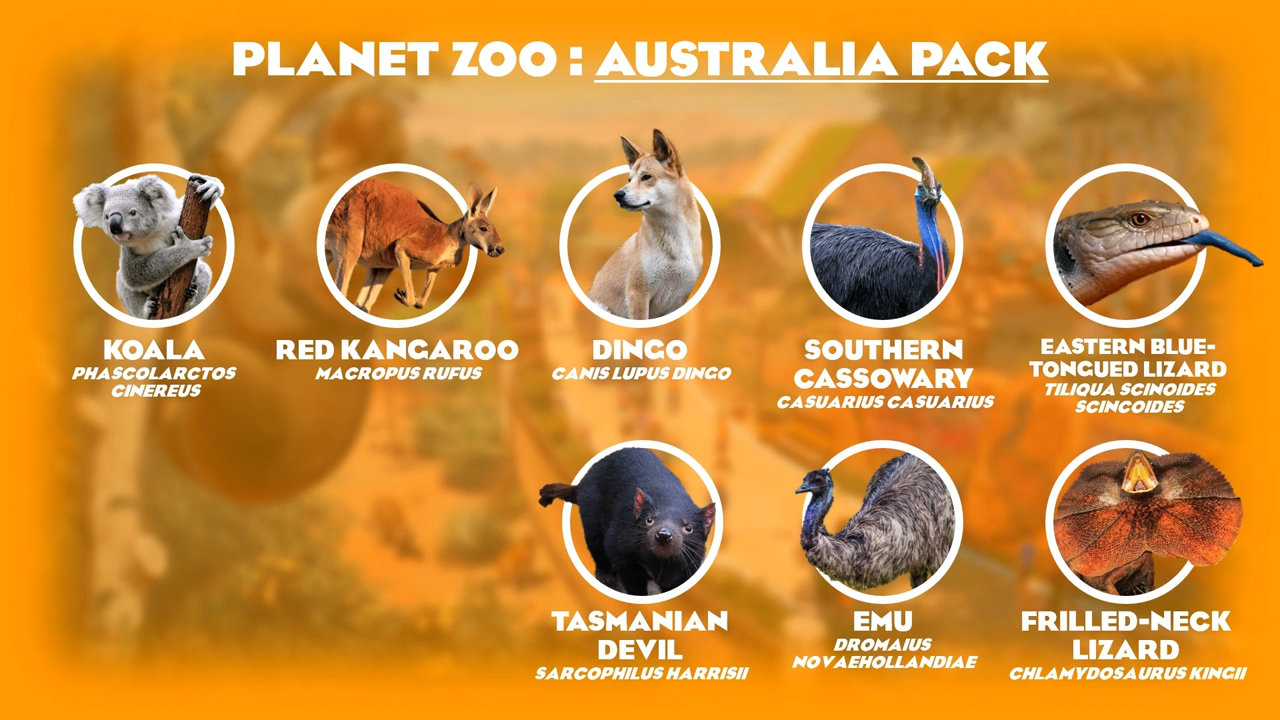 PLANET ZOO : AUSTRALIA PACK
KOALA
PHASCOLARCTOS
CINEREUS
RED KANGAROO
MACROPUS RUFUS
DINGO
CANIS LUPUS DINGO
SOUTHERN
CASSOWARY
CASUARIUS CASUARIUS
EASTERN BLUE-
TONGUED LIZARD
TILIQUA SCINOIDES
SCINCOIDES
TASMANIAN
DEVIL
SARCOPHILUS HARRISII
EMU
DROMAIUS
NOVAEHOLLANDIAE
FRILLED-NECK
LIZARD
CHLAMYDOSAURUS KINGII